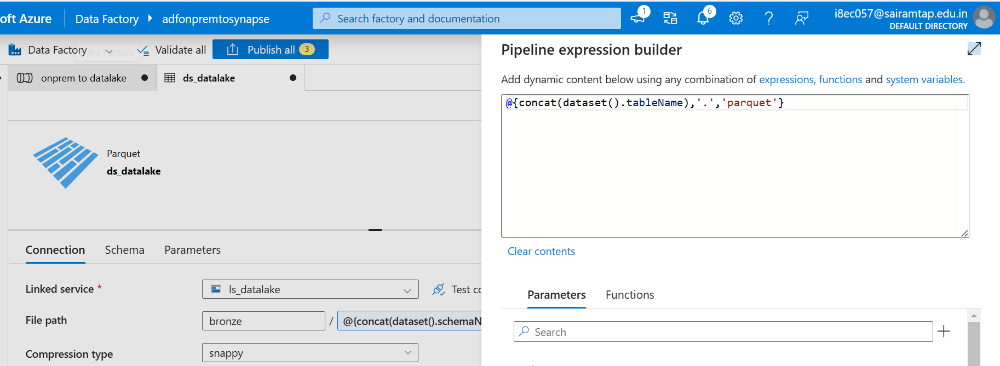 oft Azure
Data Factory
adfonpremtosynapse
Search factory and documentation
1
6
i8ec057@sairamtap.edu.in
DEFAULT DIRECTORY
Data Factory
Data Factory
Validate all
Publish all 3
onprem to datalake
ds_datalake
Parquet
ds_datalake
Connection
Schema
Parameters
Linked service *
ls_datalake
Test co
File path
bronze
/
@{concat(dataset().schemaN
Compression type
snappy
Pipeline expression builder
Add dynamic content below using any combination of expressions, functions and system variables.
@{concat(dataset().tableName),'.','parquet'}
Clear contents
Parameters
Functions
Search